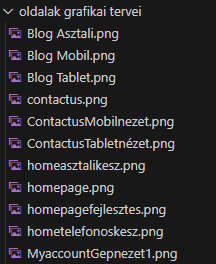 oldalak grafikai tervei
Blog Asztali.png
Blog Mobil.png
Blog Tablet.png
contactus.png
ContactusMobilnezet.png
ContactusTabletnézet.png
homeasztalikesz.png
homepage.png
homepagefejlesztes.png
hometelefonoskesz.png
MyaccountGepnezet1.png